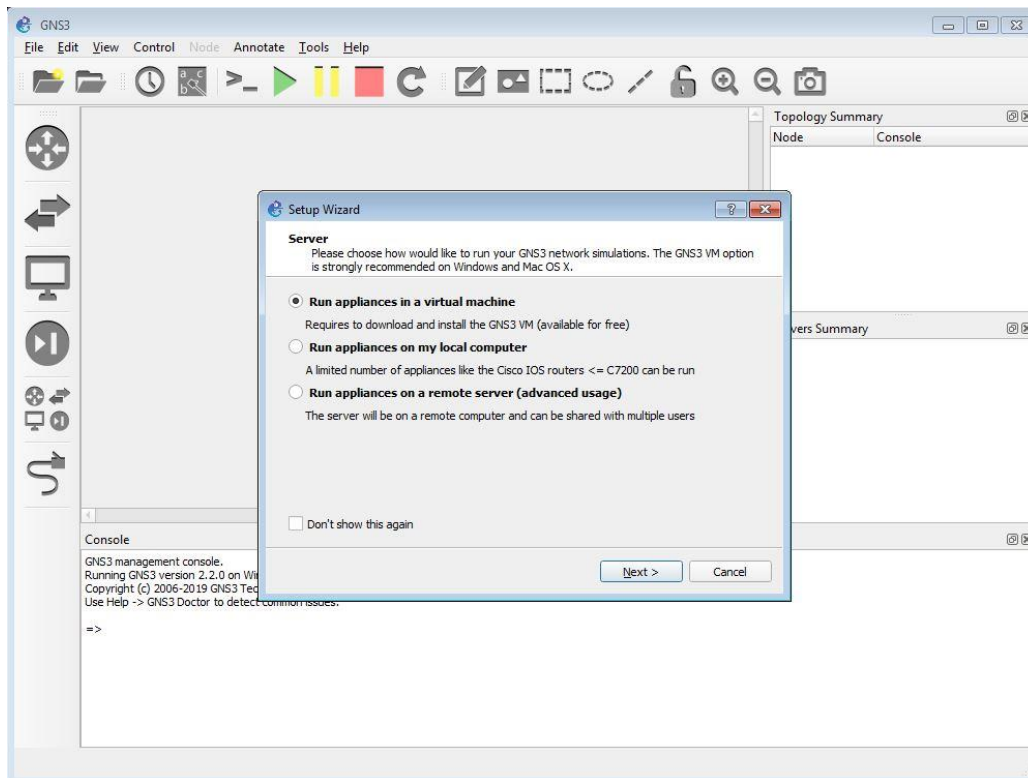 GNS3
File Edit View Control Node Annotate Tools Help
Topology Summary
Node Console
Setup Wizard
Server
Please choose how would like to run your GNS3 network simulations. The GNS3 VM option
is strongly recommended on Windows and Mac OS X.
Run appliances in a virtual machine
Requires to download and install the GNS3 VM (available for free)
Run appliances on my local computer
A limited number of appliances like the Cisco IOS routers <= C7200 can be run
Run appliances on a remote server (advanced usage)
The server will be on a remote computer and can be shared with multiple users
Don't show this again
Next > Cancel
vers Summary
Console
GNS3 management console.
Running GNS3 version 2.2.0 on Wi
Copyright (c) 2006-2019 GNS3 Tec
Use Help -> GNS3 Doctor to detect common issues.
=>